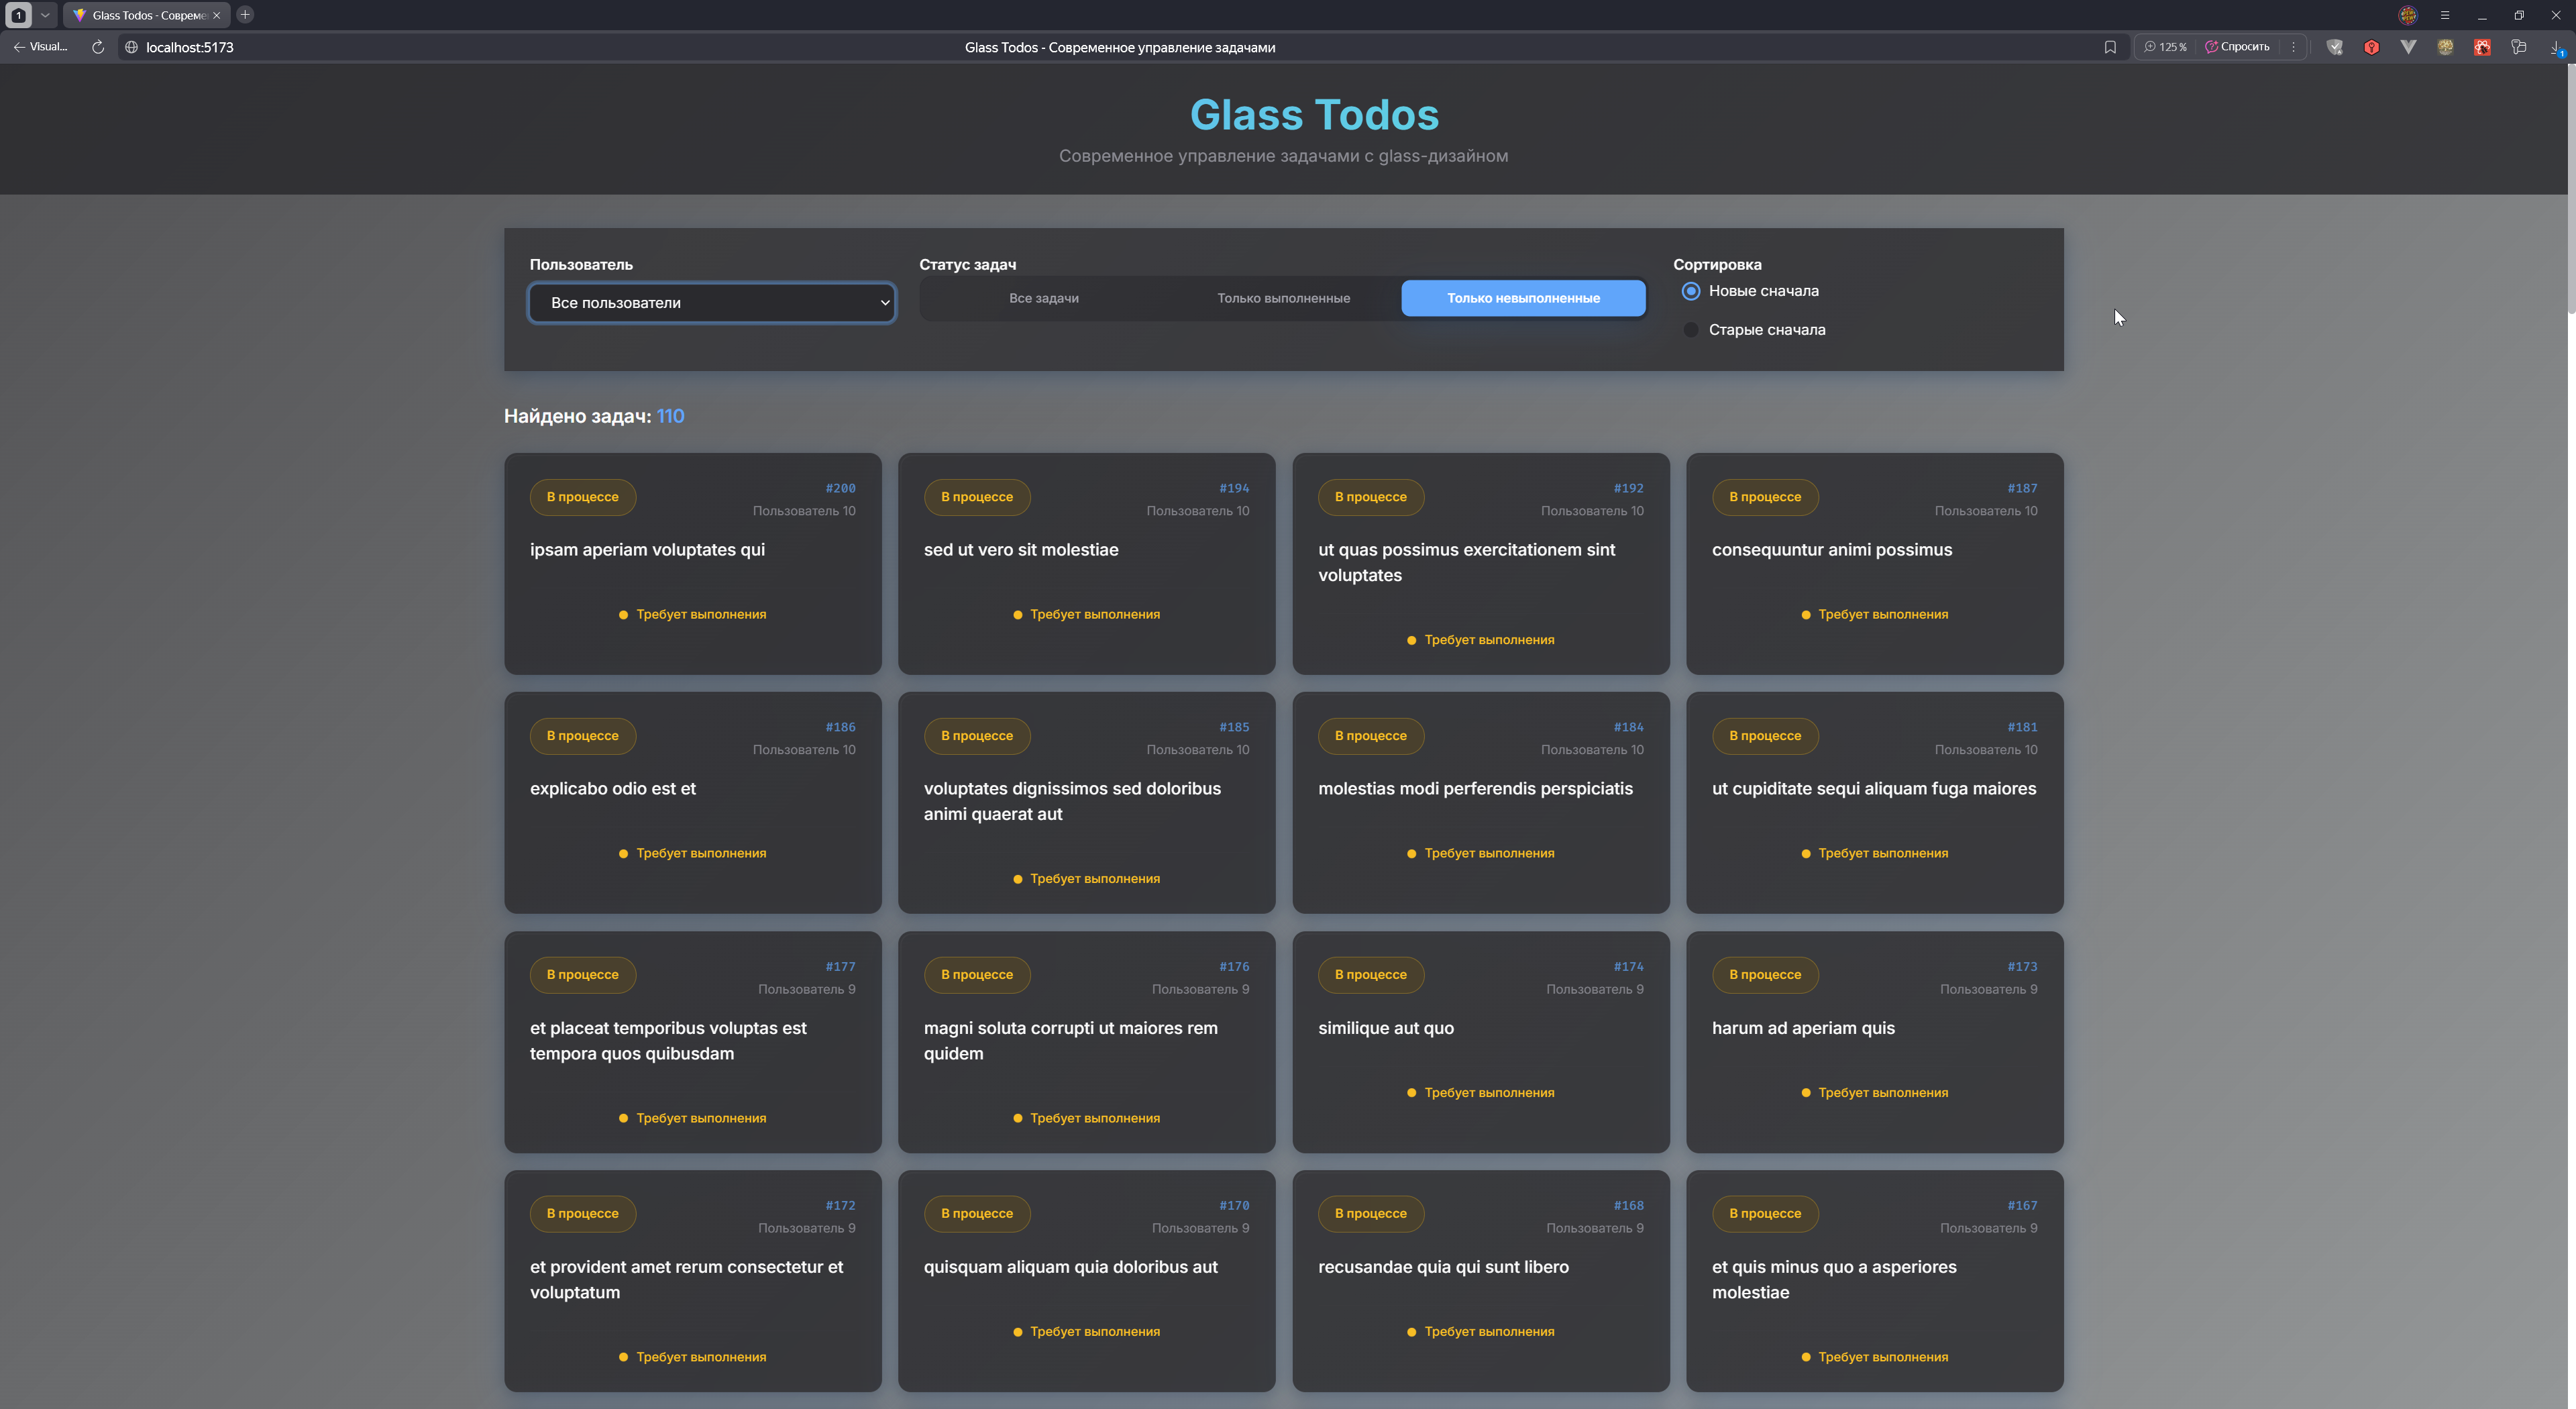 1
Glass Todos - Совреме
Visual...
localhost:5173
Glass Todos - Современное управление задачами
125 %
Спросить
1
Glass Todos
Современное управление задачами с glass-дизайном
Пользователь
Все пользователи
Статус задач
Все задачи
Только выполненные
Только невыполненные
Сортировка
Новые сначала
Старые сначала
Найдено задач: 110
В процессе
#200
Пользователь 10
ipsam aperiam voluptates qui
Требует выполнения
В процессе
#194
Пользователь 10
sed ut vero sit molestiae
Требует выполнения
В процессе
#192
Пользователь 10
ut quas possimus exercitationem sint
voluptates
Требует выполнения
В процессе
#187
Пользователь 10
consequuntur animi possimus
Требует выполнения
В процессе
#186
Пользователь 10
explicabo odio est et
Требует выполнения
В процессе
#185
Пользователь 10
voluptates dignissimos sed doloribus
animi quaerat aut
Требует выполнения
В процессе
#184
Пользователь 10
molestias modi perferendis perspiciatis
Требует выполнения
В процессе
#181
Пользователь 10
ut cupiditate sequi aliquam fuga maiores
Требует выполнения
В процессе
#177
Пользователь 9
et placeat temporibus voluptas est
tempora quos quibusdam
Требует выполнения
В процессе
#176
Пользователь 9
magni soluta corrupti ut maiores rem
quidem
Требует выполнения
В процессе
#174
Пользователь 9
similique aut quo
Требует выполнения
В процессе
#173
Пользователь 9
harum ad aperiam quis
Требует выполнения
В процессе
#172
Пользователь 9
et provident amet rerum consectetur et
voluptatum
Требует выполнения
В процессе
#170
Пользователь 9
quisquam aliquam quia doloribus aut
Требует выполнения
В процессе
#168
Пользователь 9
recusandae quia qui sunt libero
Требует выполнения
В процессе
#167
Пользователь 9
et quis minus quo a asperiores
molestiae
Требует выполнения